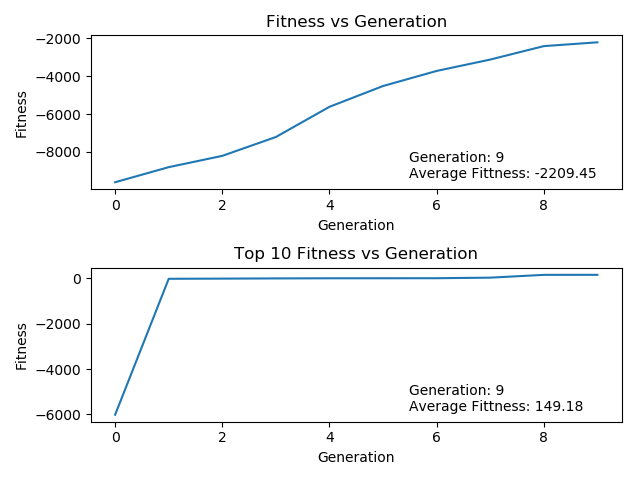 Fitness vs Generation
−2000
−4000
−6000
−8000
Fitness
Generation: 9
Average Fittness: -2209.45
0 2 4 6 8
Generation
Top 10 Fitness vs Generation
0
−2000
−4000
−6000
Fitness
Generation: 9
Average Fittness: 149.18
0 2 4 6 8
Generation